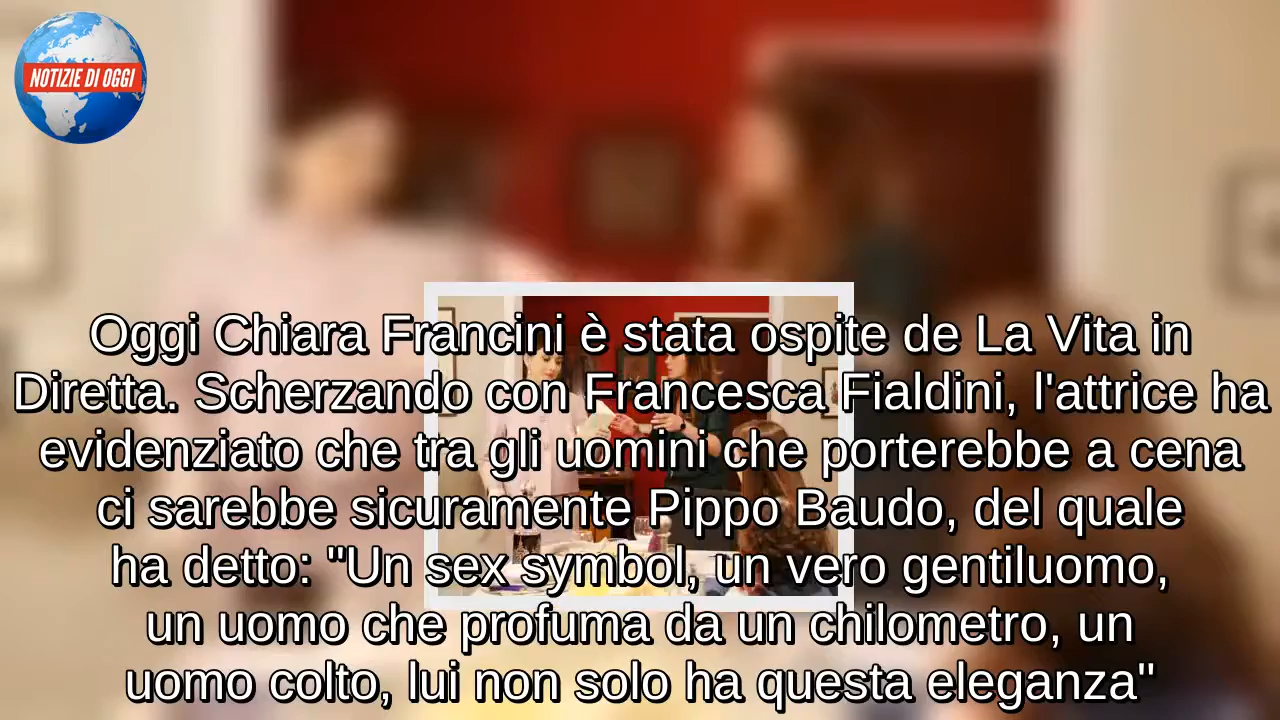 NOTIZIE DI OGGI
Oggi Chiara Francini è stata ospite de La Vita in
Diretta. Scherzando con Francesca Fialdini, l'attrice ha
evidenziato che tra gli uomini che porterebbe a cena
ci sarebbe sicuramente Pippo Baudo, del quale
ha detto: "Un sex symbol, un vero gentiluomo,
un uomo che profuma da un chilometro, un
uomo colto, lui non solo ha questa eleganza"